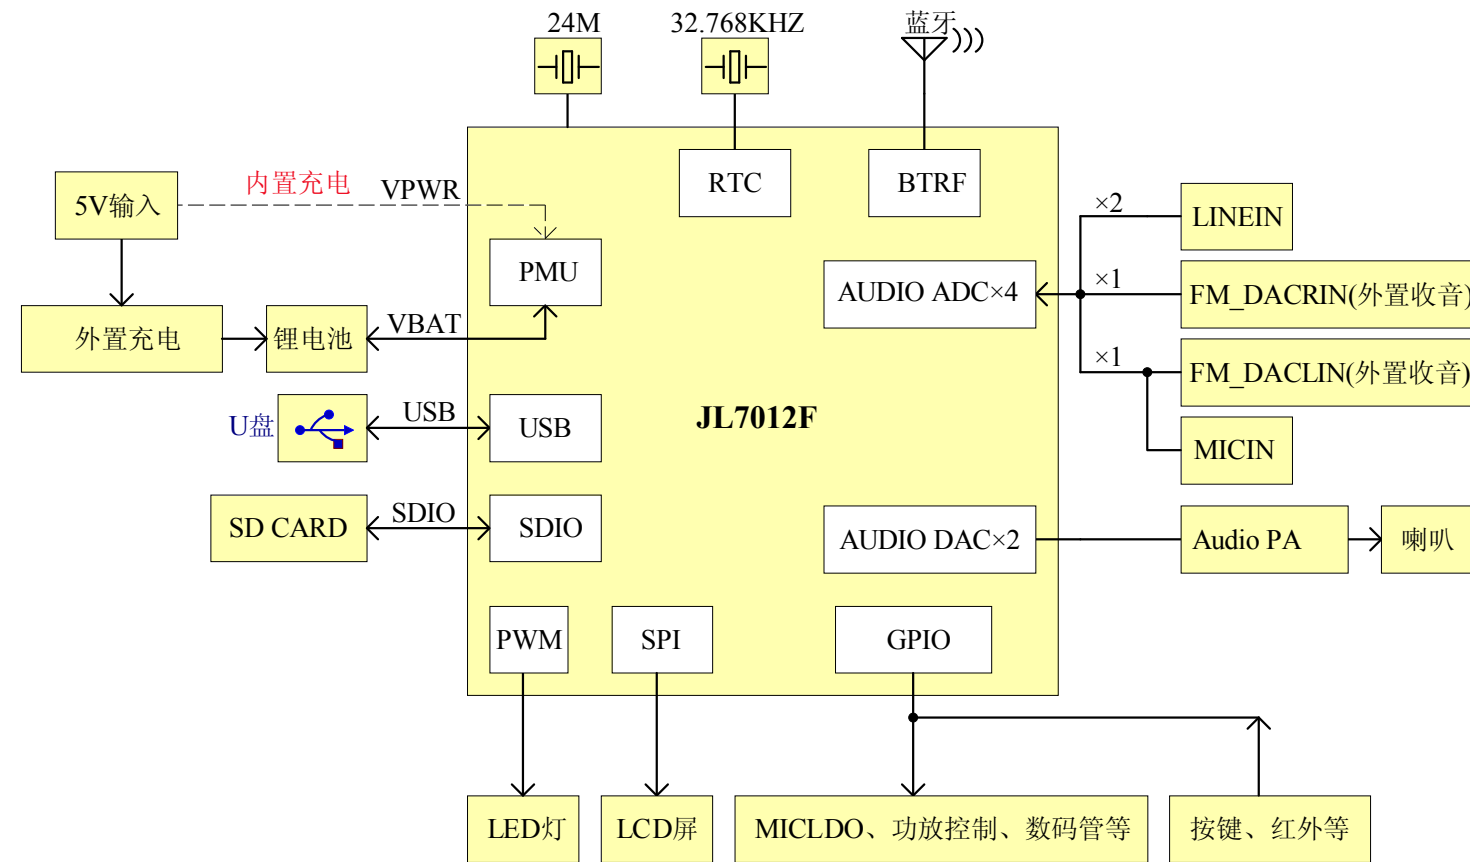 24M
32.768KHZ
蓝牙
RTC
BTRF
5V输入
内置充电
VPWR
PMU
AUDIO ADC×4
×2
LINEIN
×1
FM_DACRIN(外置收音)
外置充电
锂电池
VBAT
×1
FM_DACLIN(外置收音)
U盘
USB
USB
JL7012F
MICIN
SD CARD
SDIO
SDIO
AUDIO DAC×2
Audio PA
喇叭
PWM
SPI
GPIO
LED灯
LCD屏
MICLDO、功放控制、数码管等
按键、红外等